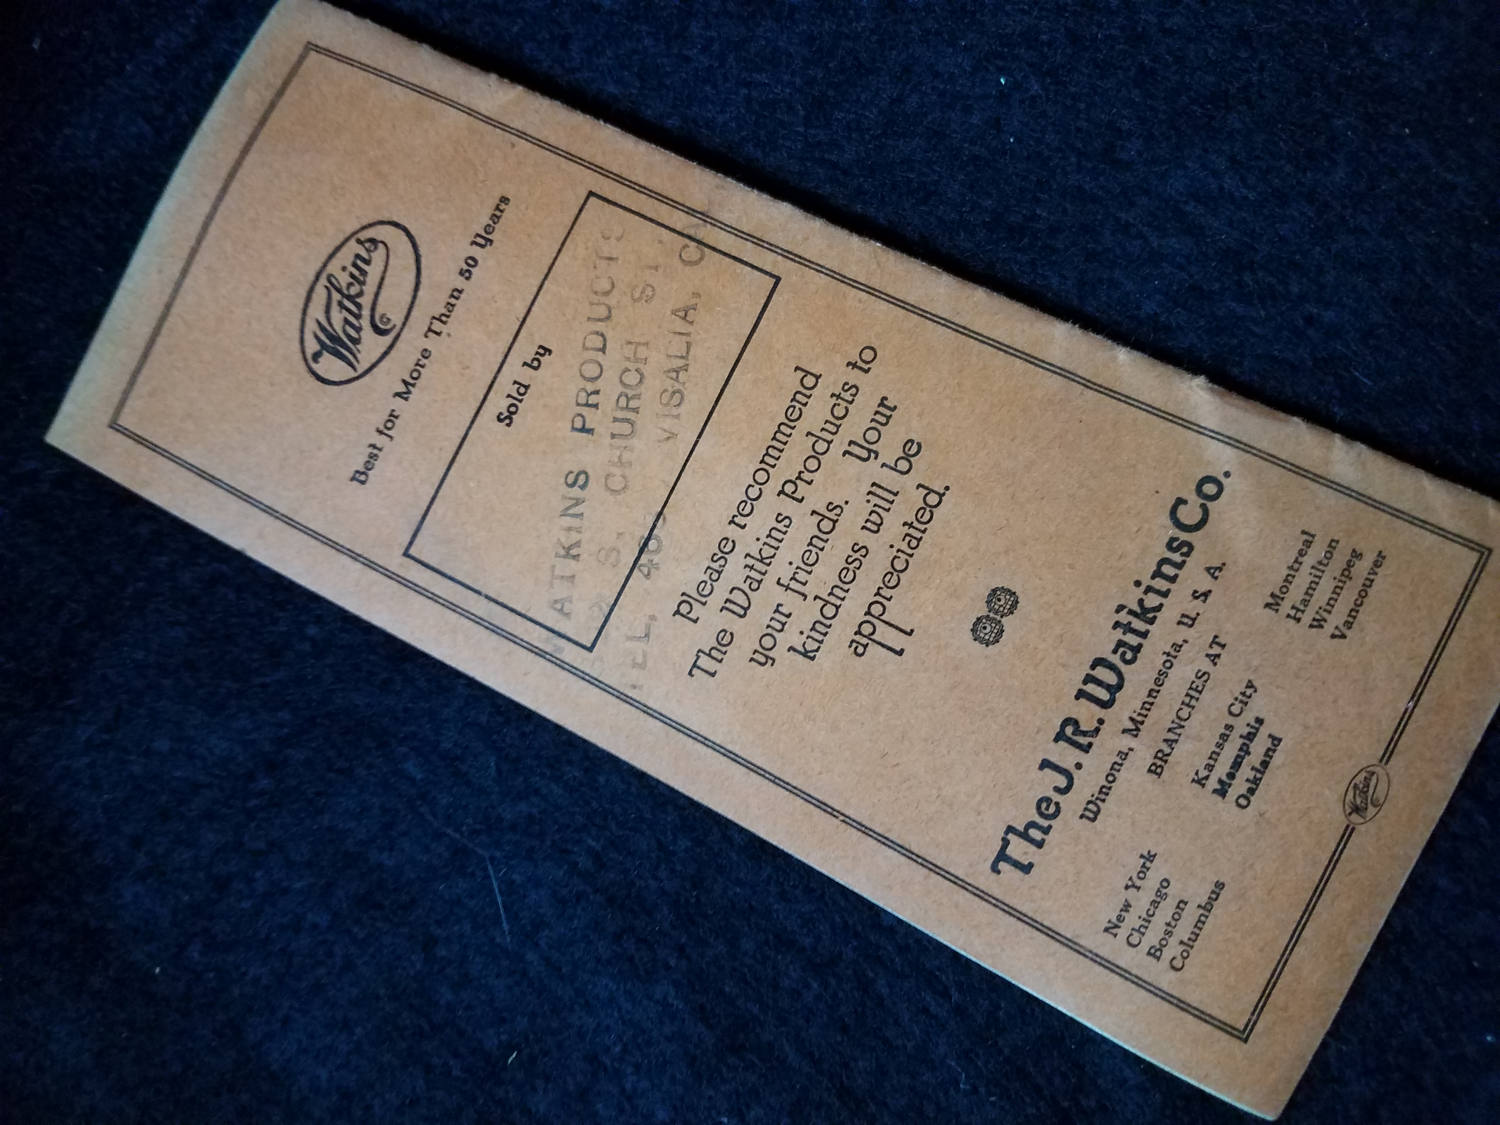 Watkins
Best for More Than 50 Years
Sold by
WATKINS PRODUCTS
S. CHURCH ST
VISALIA, CA
Please recommend
The Watkins Products to
your friends. Your
kindness will be
appreciated.
The J. R. Watkins Co.
Winona, Minnesota, U. S. A.
BRANCHES AT
New York
Chicago
Boston
Columbus
Kansas City
Memphis
Oakland
Montreal
Hamilton
Winnipeg
Vancouver
Watkins